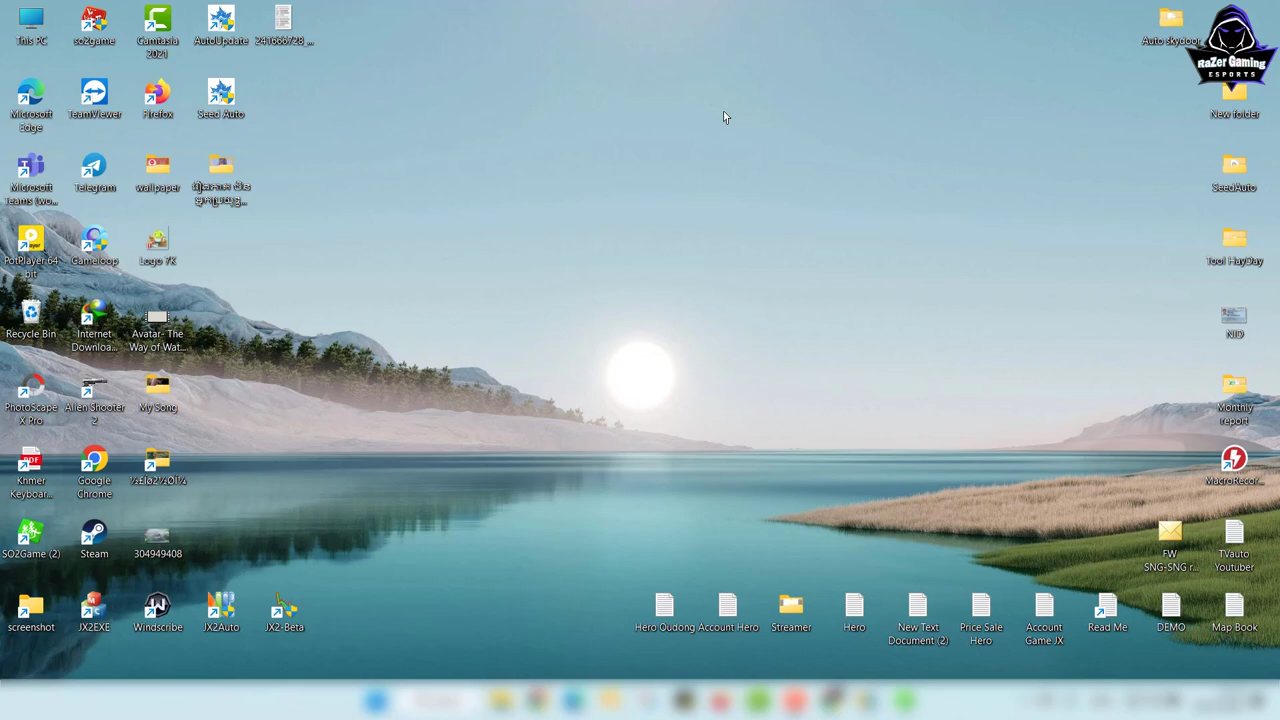 This PC
so2game
Camtasia
2021
AutoUpdate
241666728_...
Auto skydoor
RaZer Gaming
ESPORTS
Microsoft
Edge
TeamViewer
Firefox
Seed Auto
New folder
Microsoft
Teams (wo...
Telegram
wallpaper
SeedAuto
PotPlayer 64
bit
Gameloop
Logo 7K
Tool HayDay
Recycle Bin
Internet
Downloa...
Avatar- The
Way of Wat...
NID
PhotoScape
X Pro
Alien Shooter
2
My Song
Monthly
report
PDF
Khmer
Keyboar...
Google
Chrome
MacroRecor...
SO2Game (2)
Steam
304949408
FW
SNG-SNG r...
TVauto
Youtuber
screenshot
JX2EXE
Windscribe
JX2Auto
JX2-Beta
Hero Oudong
Account Hero
Streamer
Hero
New Text
Document (2)
Price Sale
Hero
Account
Game JX
Read Me
DEMO
Map Book